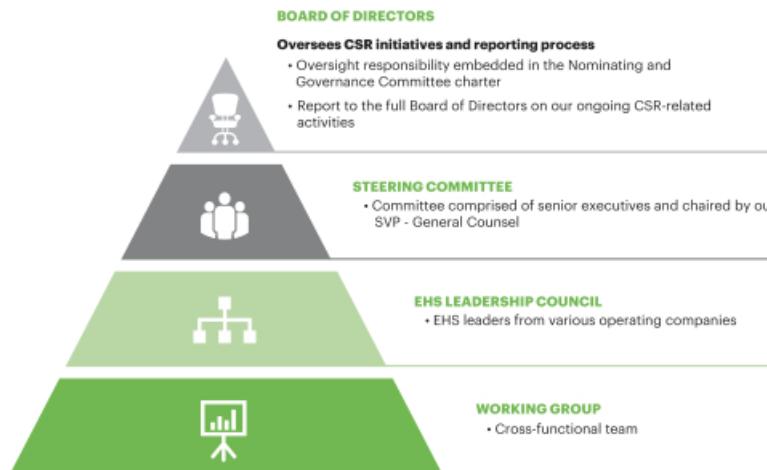 BOARD OF DIRECTORS
Oversees CSR initiatives and reporting process
• Oversight responsibility embedded in the Nominating and
Governance Committee charter
• Report to the full Board of Directors on our ongoing CSR-related
activities
STEERING COMMITTEE
• Committee comprised of senior executives and chaired by
SVP - General Counsel
EHS LEADERSHIP COUNCIL
• EHS leaders from various operating companies
WORKING GROUP
• Cross-functional team